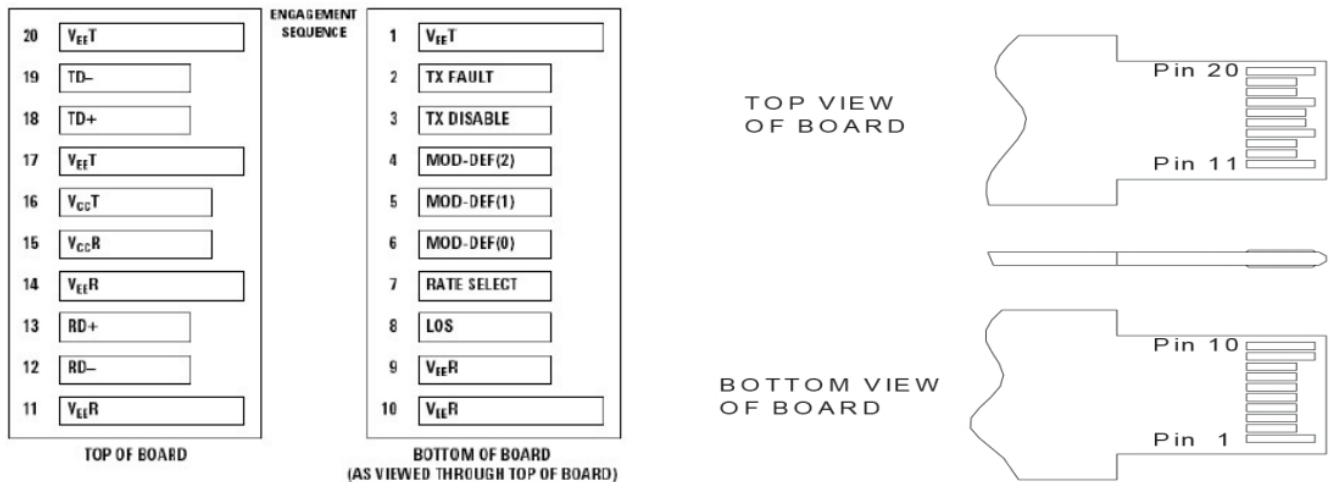 ENGAGEMENT
SEQUENCE
20 VEET
19 TD–
18 TD+
17 VEET
16 VCCT
15 VCCR
14 VEER
13 RD+
12 RD–
11 VEER
TOP OF BOARD
1 VEET
2 TX FAULT
3 TX DISABLE
4 MOD-DEF(2)
5 MOD-DEF(1)
6 MOD-DEF(0)
7 RATE SELECT
8 LOS
9 VEER
10 VEER
BOTTOM OF BOARD
(AS VIEWED THROUGH TOP OF BOARD)
TOP VIEW
OF BOARD
Pin 20
Pin 11
BOTTOM VIEW
OF BOARD
Pin 10
Pin 1